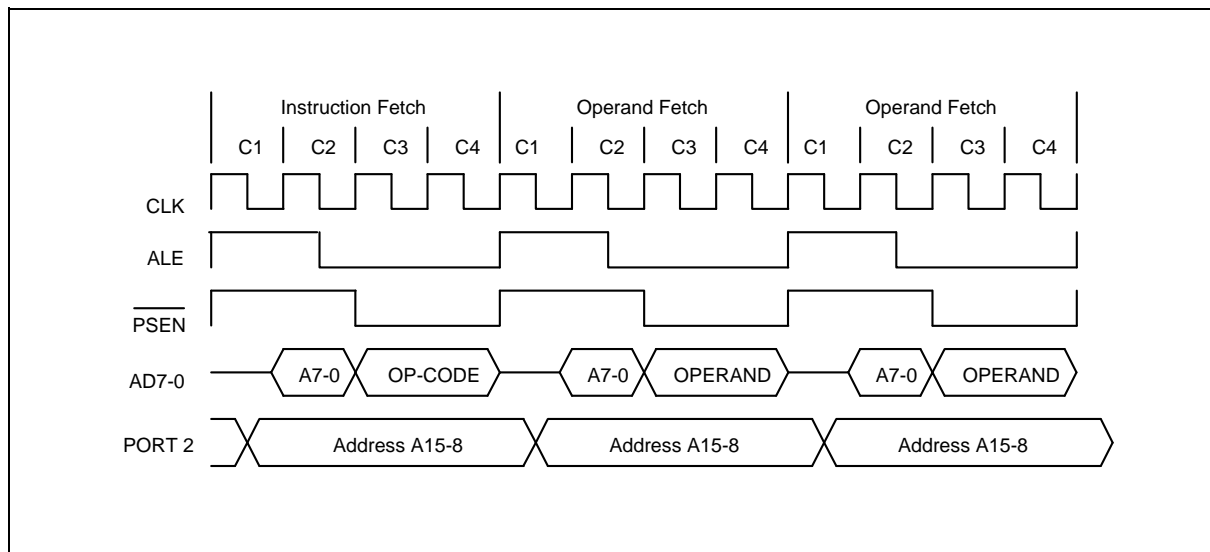 Instruction Fetch Operand Fetch Operand Fetch
C1 C2 C3 C4 C1 C2 C3 C4 C1 C2 C3 C4
CLK
ALE
PSEN
AD7-0 A7-0 OP-CODE A7-0 OPERAND A7-0 OPERAND
PORT 2 Address A15-8 Address A15-8 Address A15-8